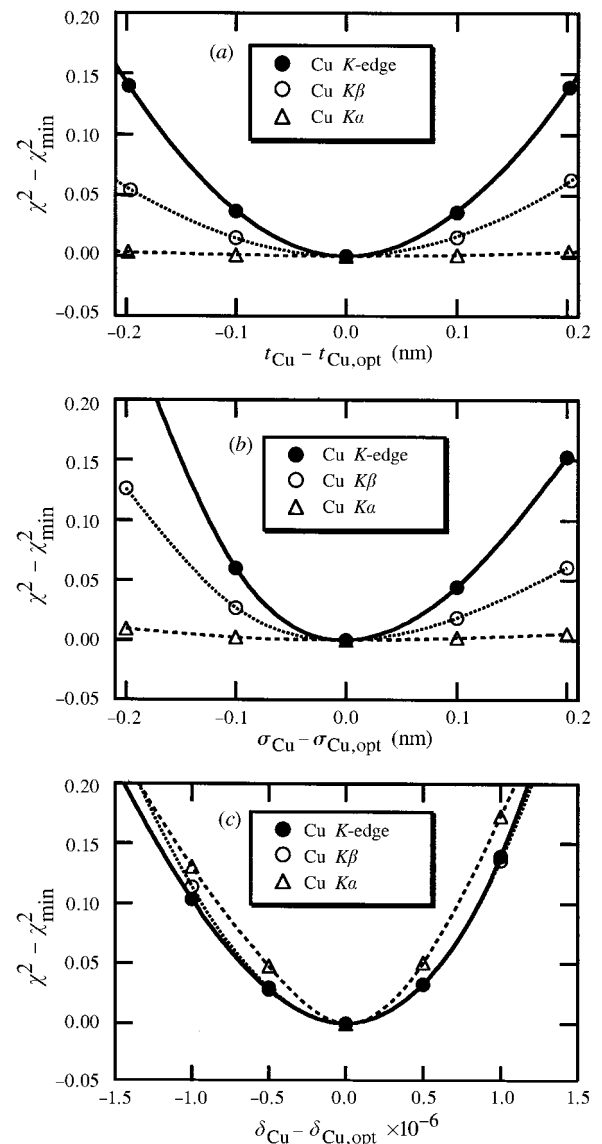 (a)
Cu K-edge
Cu Kβ
Cu Kα
χ² – χ²min
0.20
0.15
0.10
0.05
0.00
–0.05
–0.2 –0.1 0.0 0.1 0.2
tCu – tCu,opt (nm)
(b)
Cu K-edge
Cu Kβ
Cu Kα
χ² – χ²min
0.20
0.15
0.10
0.05
0.00
–0.05
–0.2 –0.1 0.0 0.1 0.2
σCu – σCu,opt (nm)
(c)
Cu K-edge
Cu Kβ
Cu Kα
χ² – χ²min
0.20
0.15
0.10
0.05
0.00
–0.05
–1.5 –1.0 –0.5 0.0 0.5 1.0 1.5
δCu – δCu,opt ×10⁻⁶